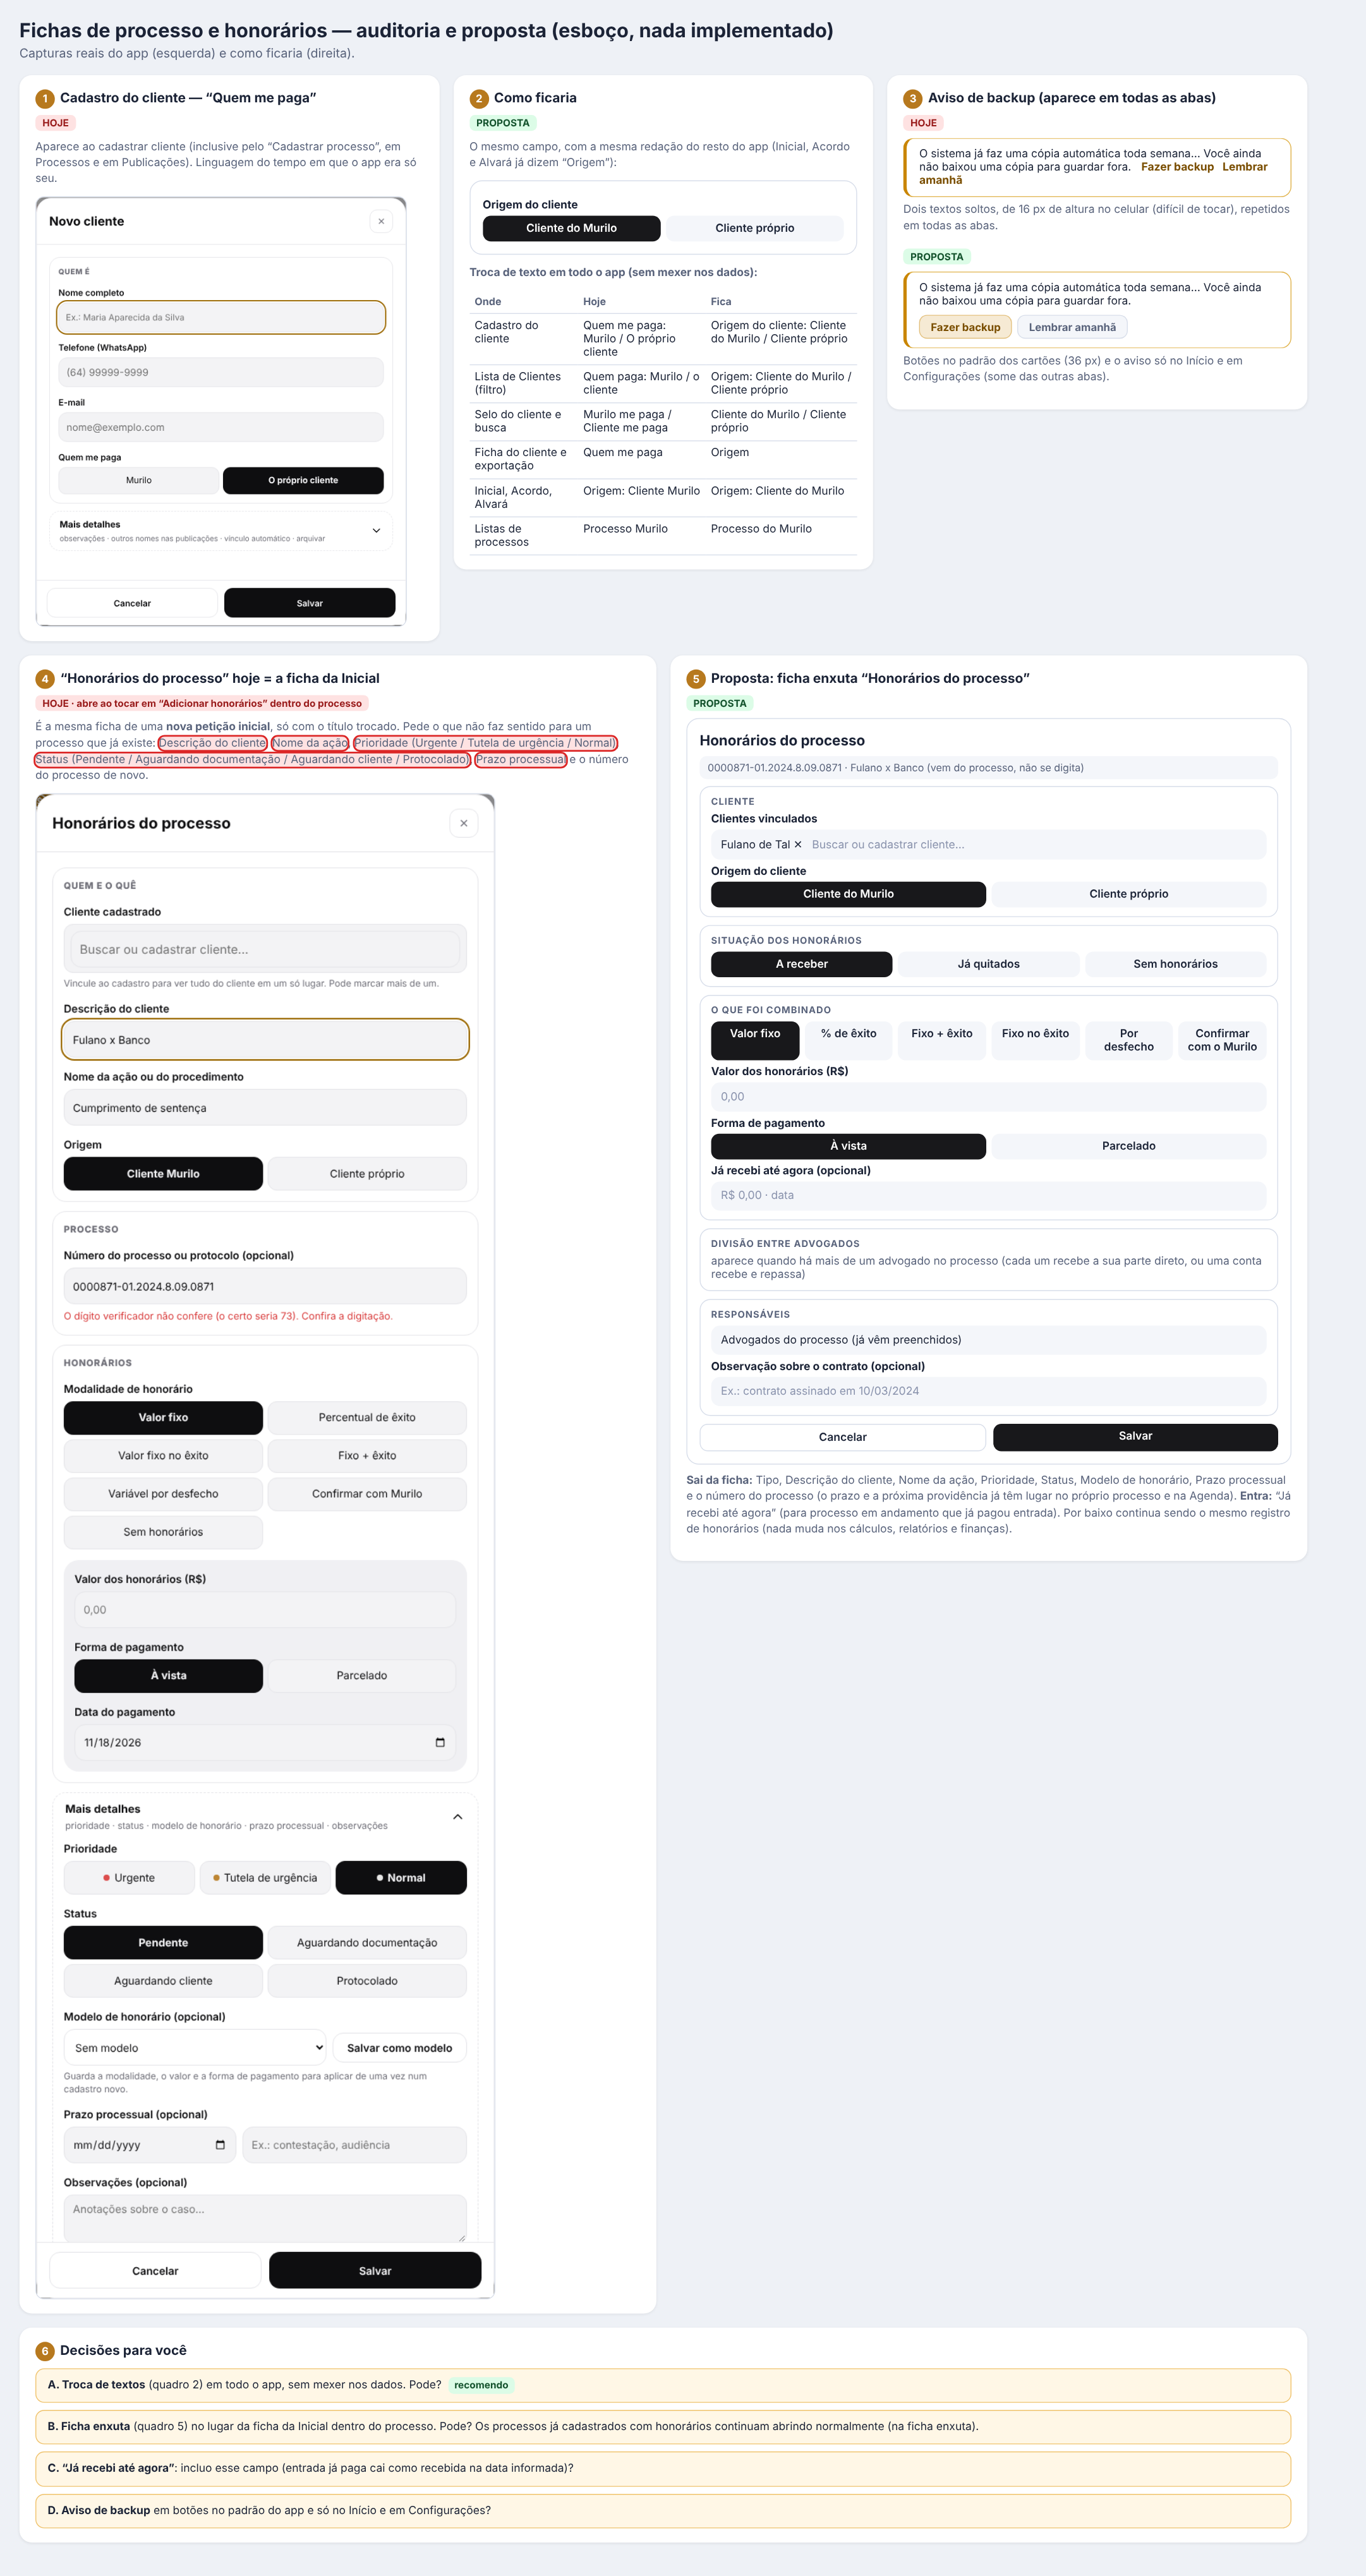 Fichas de processo e honorários — auditoria e proposta (esboço, nada implementado)
Capturas reais do app (esquerda) e como ficaria (direita).
1 Cadastro do cliente — “Quem me paga”
HOJE
Aparece ao cadastrar cliente (inclusive pelo “Cadastrar processo”, em
Processos e em Publicações). Linguagem do tempo em que o app era só
seu.
Novo cliente
×
QUEM É
Nome completo
Ex.: Maria Aparecida da Silva
Telefone (WhatsApp)
(64) 99999-9999
E-mail
nome@exemplo.com
Quem me paga
Murilo
O próprio cliente
Mais detalhes
observações · outros nomes nas publicações · vínculo automático · arquivar
Cancelar
Salvar
2 Como ficaria
PROPOSTA
O mesmo campo, com a mesma redação do resto do app (Inicial, Acordo
e Alvará já dizem “Origem”):
Origem do cliente
Cliente do Murilo
Cliente próprio
Troca de texto em todo o app (sem mexer nos dados):
Onde Hoje Fica
Cadastro do Quem me paga: Origem do cliente: Cliente
cliente Murilo / O próprio do Murilo / Cliente próprio
cliente
Lista de Clientes Quem paga: Murilo / o Origem: Cliente do Murilo /
(filtro) cliente Cliente próprio
Selo do cliente e Murilo me paga / Cliente do Murilo / Cliente
busca Cliente me paga próprio
Ficha do cliente e Quem me paga Origem
exportação
Inicial, Acordo, Origem: Cliente Murilo Origem: Cliente do Murilo
Alvará
Listas de Processo Murilo Processo do Murilo
processos
3 Aviso de backup (aparece em todas as abas)
HOJE
O sistema já faz uma cópia automática toda semana... Você ainda
não baixou uma cópia para guardar fora. Fazer backup Lembrar
amanhã
Dois textos soltos, de 16 px de altura no celular (difícil de tocar), repetidos
em todas as abas.
PROPOSTA
O sistema já faz uma cópia automática toda semana... Você ainda
não baixou uma cópia para guardar fora.
Fazer backup
Lembrar amanhã
Botões no padrão dos cartões (36 px) e o aviso só no Início e em
Configurações (some das outras abas).
4 “Honorários do processo” hoje = a ficha da Inicial
HOJE · abre ao tocar em “Adicionar honorários” dentro do processo
É a mesma ficha de uma nova petição inicial, só com o título trocado. Pede o que não faz sentido para um
processo que já existe: Descrição do cliente, Nome da ação, Prioridade (Urgente / Tutela de urgência / Normal),
Status (Pendente / Aguardando documentação / Aguardando cliente / Protocolado), Prazo processual e o número
do processo de novo.
Honorários do processo
×
QUEM E O QUÊ
Cliente cadastrado
Buscar ou cadastrar cliente...
Vincule ao cadastro para ver tudo do cliente em um só lugar. Pode marcar mais de um.
Descrição do cliente
Fulano x Banco
Nome da ação ou do procedimento
Cumprimento de sentença
Origem
Cliente Murilo
Cliente próprio
PROCESSO
Número do processo ou protocolo (opcional)
0000871-01.2024.8.09.0871
O dígito verificador não confere (o certo seria 73). Confira a digitação.
HONORÁRIOS
Modalidade de honorário
Valor fixo
Percentual de êxito
Valor fixo no êxito
Fixo + êxito
Variável por desfecho
Confirmar com Murilo
Sem honorários
Valor dos honorários (R$)
0,00
Forma de pagamento
À vista
Parcelado
Data do pagamento
11/18/2026
Mais detalhes
prioridade · status · modelo de honorário · prazo processual · observações
Prioridade
Urgente
Tutela de urgência
Normal
Status
Pendente
Aguardando documentação
Aguardando cliente
Protocolado
Modelo de honorário (opcional)
Sem modelo
Salvar como modelo
Guarda a modalidade, o valor e a forma de pagamento para aplicar de uma vez num
cadastro novo.
Prazo processual (opcional)
mm/dd/yyyy
Ex.: contestação, audiência
Observações (opcional)
Anotações sobre o caso...
Cancelar
Salvar
5 Proposta: ficha enxuta “Honorários do processo”
PROPOSTA
Honorários do processo
0000871-01.2024.8.09.0871 · Fulano x Banco (vem do processo, não se digita)
CLIENTE
Clientes vinculados
Fulano de Tal ✕ Buscar ou cadastrar cliente...
Origem do cliente
Cliente do Murilo
Cliente próprio
SITUAÇÃO DOS HONORÁRIOS
A receber
Já quitados
Sem honorários
O QUE FOI COMBINADO
Valor fixo % de êxito Fixo + êxito Fixo no êxito Por Confirmar
desfecho com o Murilo
Valor dos honorários (R$)
0,00
Forma de pagamento
À vista
Parcelado
Já recebi até agora (opcional)
R$ 0,00 · data
DIVISÃO ENTRE ADVOGADOS
aparece quando há mais de um advogado no processo (cada um recebe a sua parte direto, ou uma conta
recebe e repassa)
RESPONSÁVEIS
Advogados do processo (já vêm preenchidos)
Observação sobre o contrato (opcional)
Ex.: contrato assinado em 10/03/2024
Cancelar
Salvar
Sai da ficha: Tipo, Descrição do cliente, Nome da ação, Prioridade, Status, Modelo de honorário, Prazo processual
e o número do processo (o prazo e a próxima providência já têm lugar no próprio processo e na Agenda). Entra: “Já
recebi até agora” (para processo em andamento que já pagou entrada). Por baixo continua sendo o mesmo registro
de honorários (nada muda nos cálculos, relatórios e finanças).
6 Decisões para você
A. Troca de textos (quadro 2) em todo o app, sem mexer nos dados. Pode? recomendo
B. Ficha enxuta (quadro 5) no lugar da ficha da Inicial dentro do processo. Pode? Os processos já cadastrados com honorários continuam abrindo normalmente (na ficha enxuta).
C. “Já recebi até agora”: incluo esse campo (entrada já paga cai como recebida na data informada)?
D. Aviso de backup em botões no padrão do app e só no Início e em Configurações?